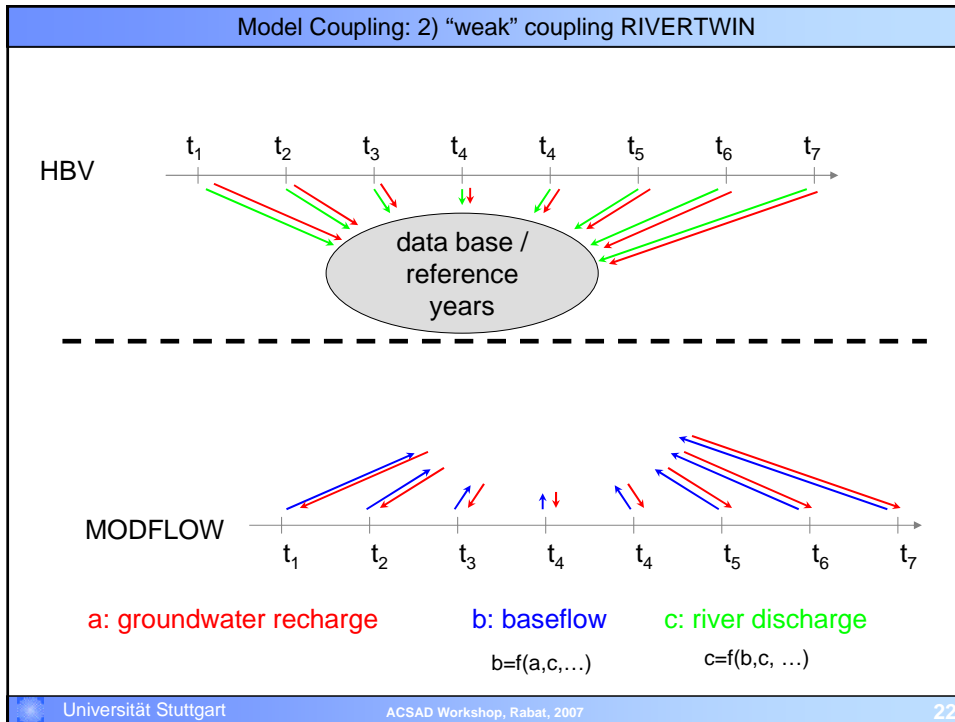 Model Coupling: 2) “weak” coupling RIVERTWIN
HBV
t1 t2 t3 t4 t4 t5 t6 t7
data base /
reference
years
MODFLOW
t1 t2 t3 t4 t4 t5 t6 t7
a: groundwater recharge b: baseflow c: river discharge
b=f(a,c,…) c=f(b,c, …)
Universität Stuttgart ACSAD Workshop, Rabat, 2007 22